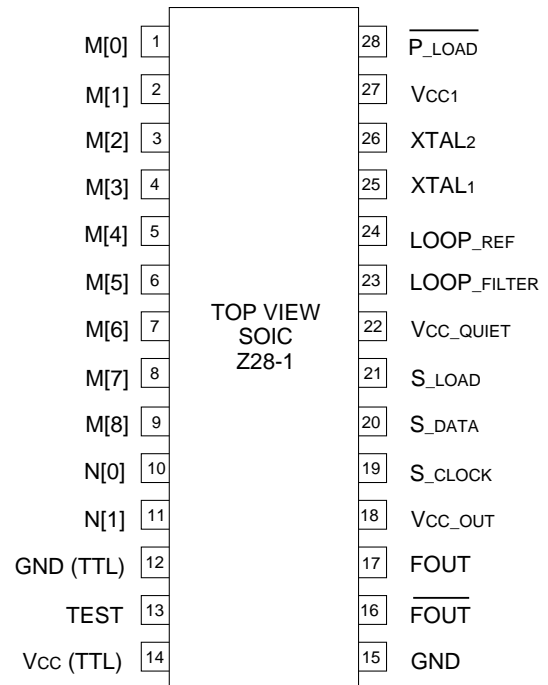 M[0] 1 28 P_LOAD
M[1] 2 27 VCC1
M[2] 3 26 XTAL2
M[3] 4 25 XTAL1
M[4] 5 24 LOOP_REF
M[5] 6 23 LOOP_FILTER
M[6] 7 22 VCC_QUIET
M[7] 8 21 S_LOAD
M[8] 9 20 S_DATA
N[0] 10 19 S_CLOCK
N[1] 11 18 VCC_OUT
GND (TTL) 12 17 FOUT
TEST 13 16 FOUT
VCC (TTL) 14 15 GND
TOP VIEW
SOIC
Z28-1